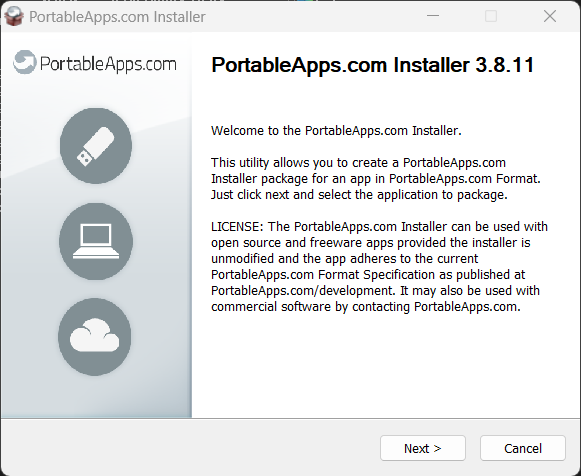 PortableApps.com Installer
PortableApps.com
PortableApps.com Installer 3.8.11
Welcome to the PortableApps.com Installer.
This utility allows you to create a PortableApps.com
Installer package for an app in PortableApps.com Format.
Just click next and select the application to package.
LICENSE: The PortableApps.com Installer can be used with
open source and freeware apps provided the installer is
unmodified and the app adheres to the current
PortableApps.com Format Specification as published at
PortableApps.com/development. It may also be used with
commercial software by contacting PortableApps.com.
Next >
Cancel